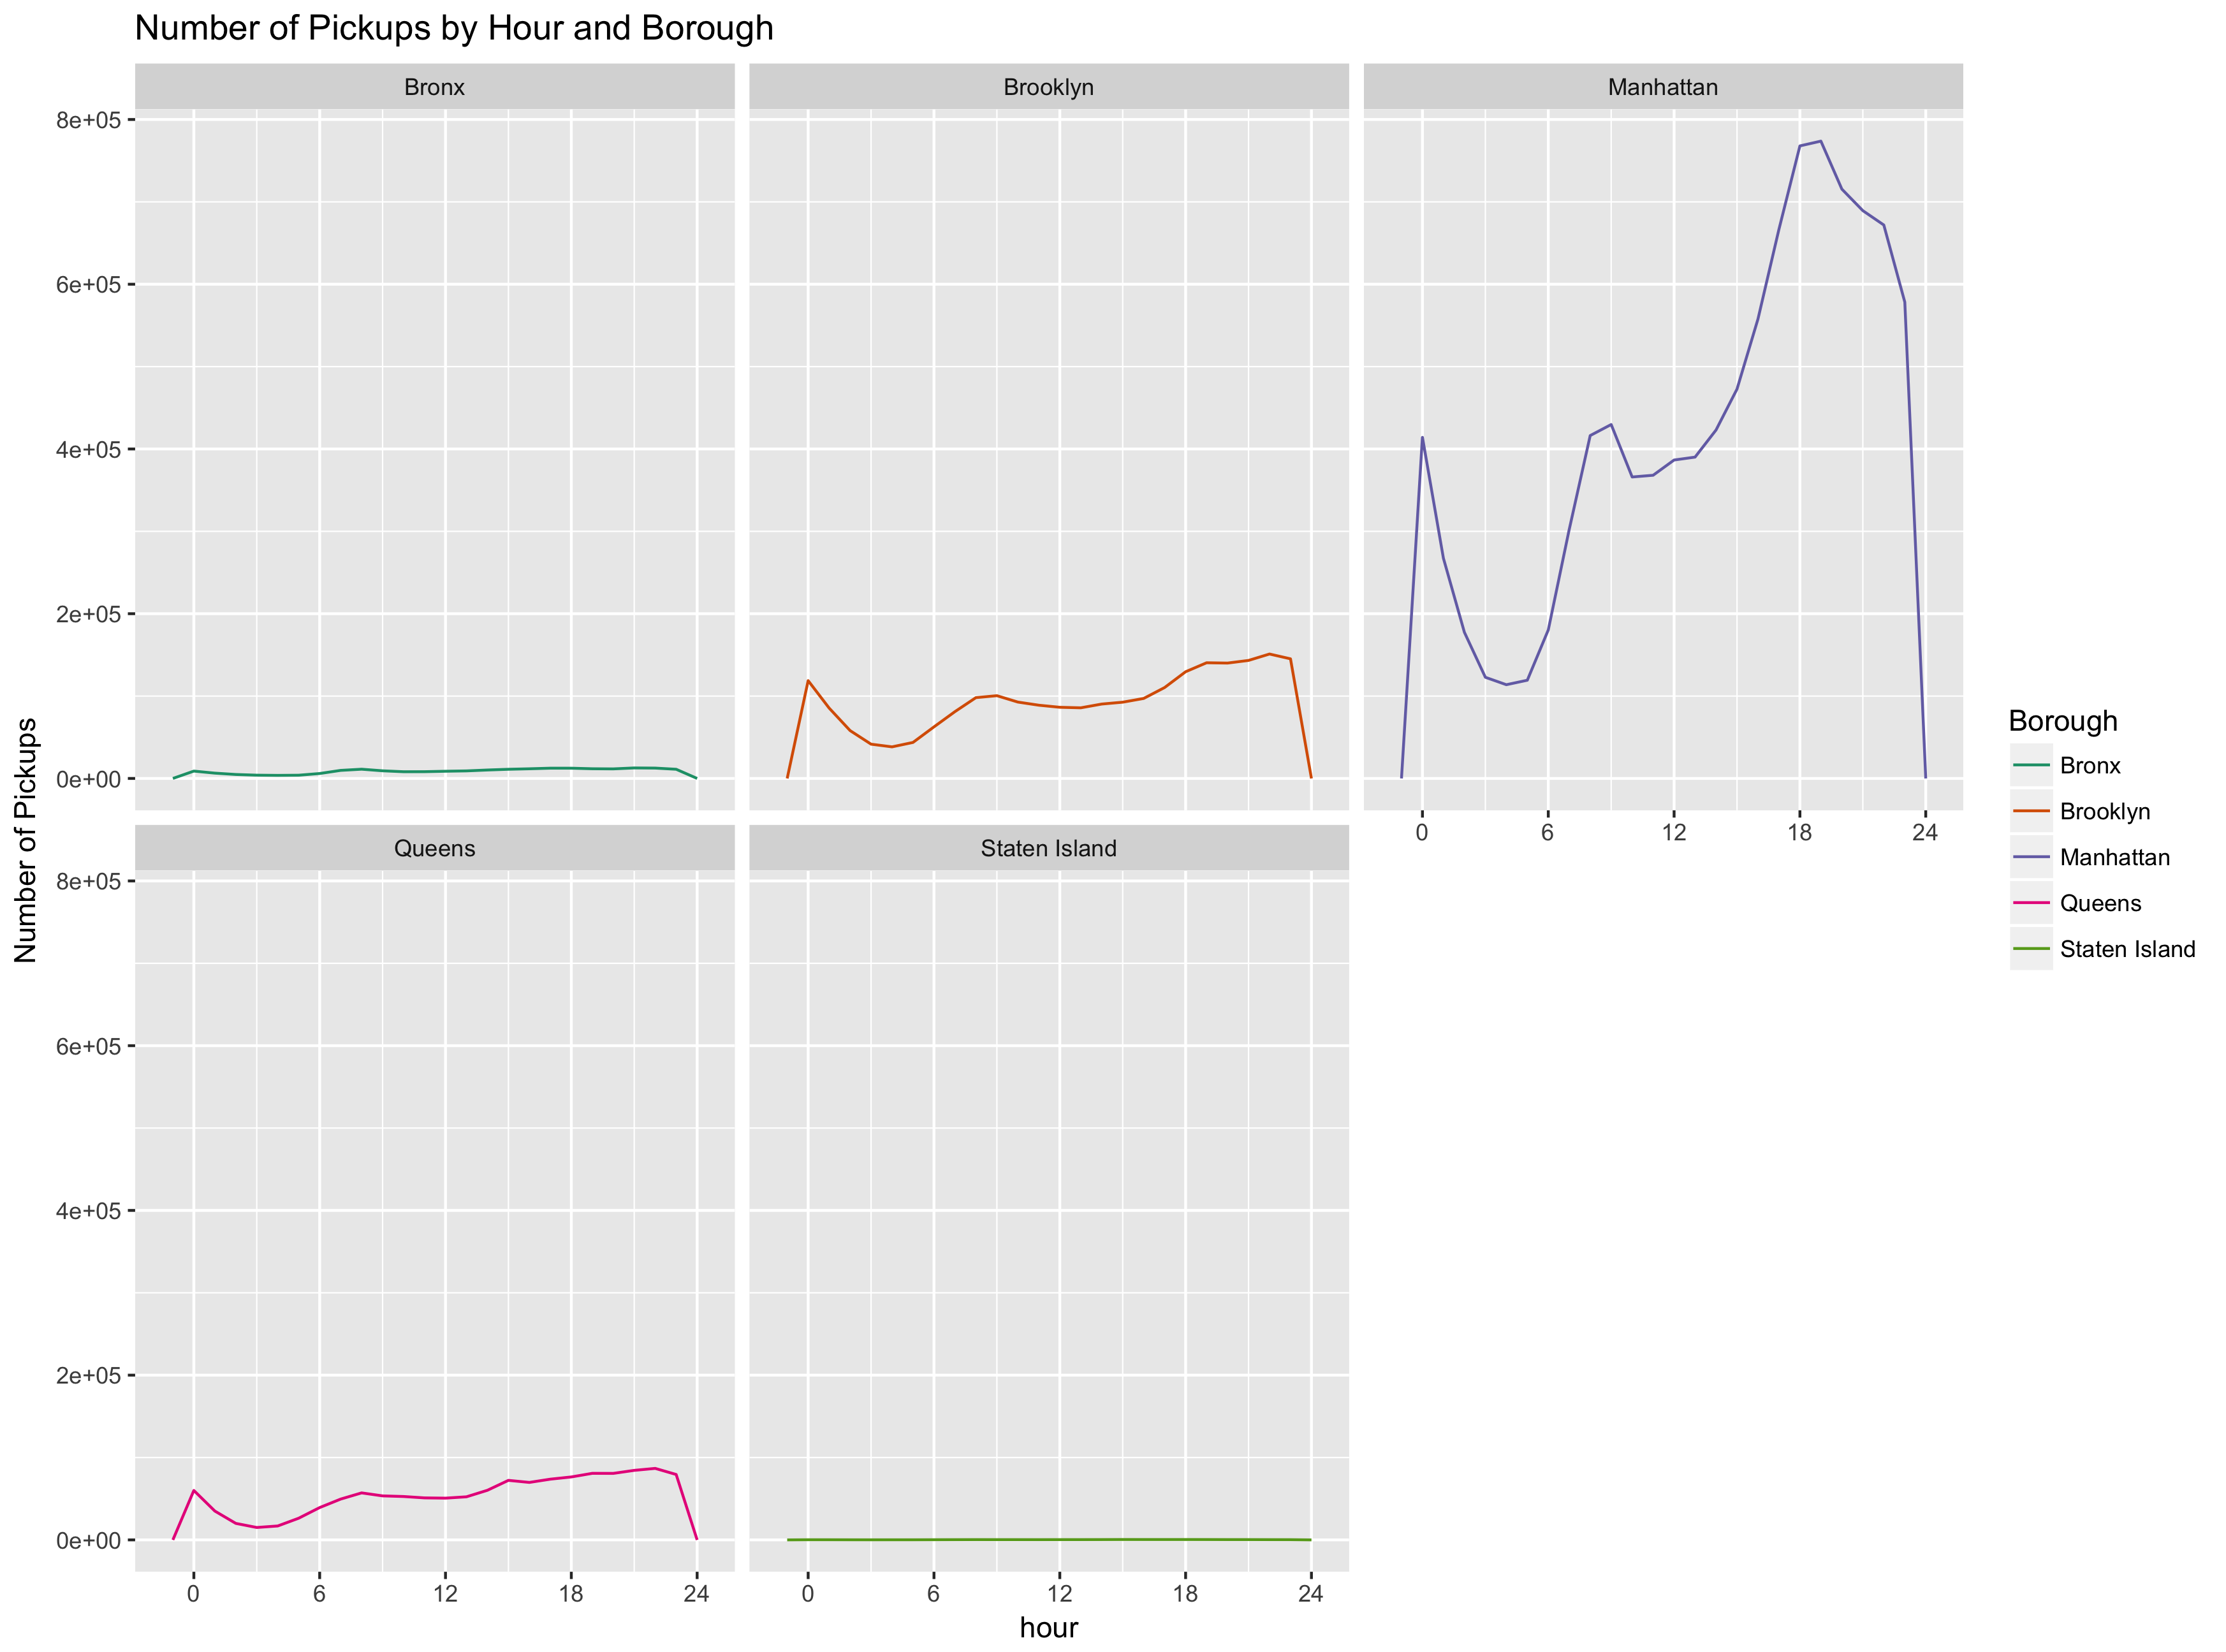 Number of Pickups by Hour and Borough
Bronx
Brooklyn
Manhattan
8e+05
6e+05
4e+05
2e+05
0e+00
0
6
12
18
24
Queens
Staten Island
8e+05
6e+05
4e+05
2e+05
0e+00
0
6
12
18
24
0
6
12
18
24
hour
Number of Pickups
Borough
Bronx
Brooklyn
Manhattan
Queens
Staten Island